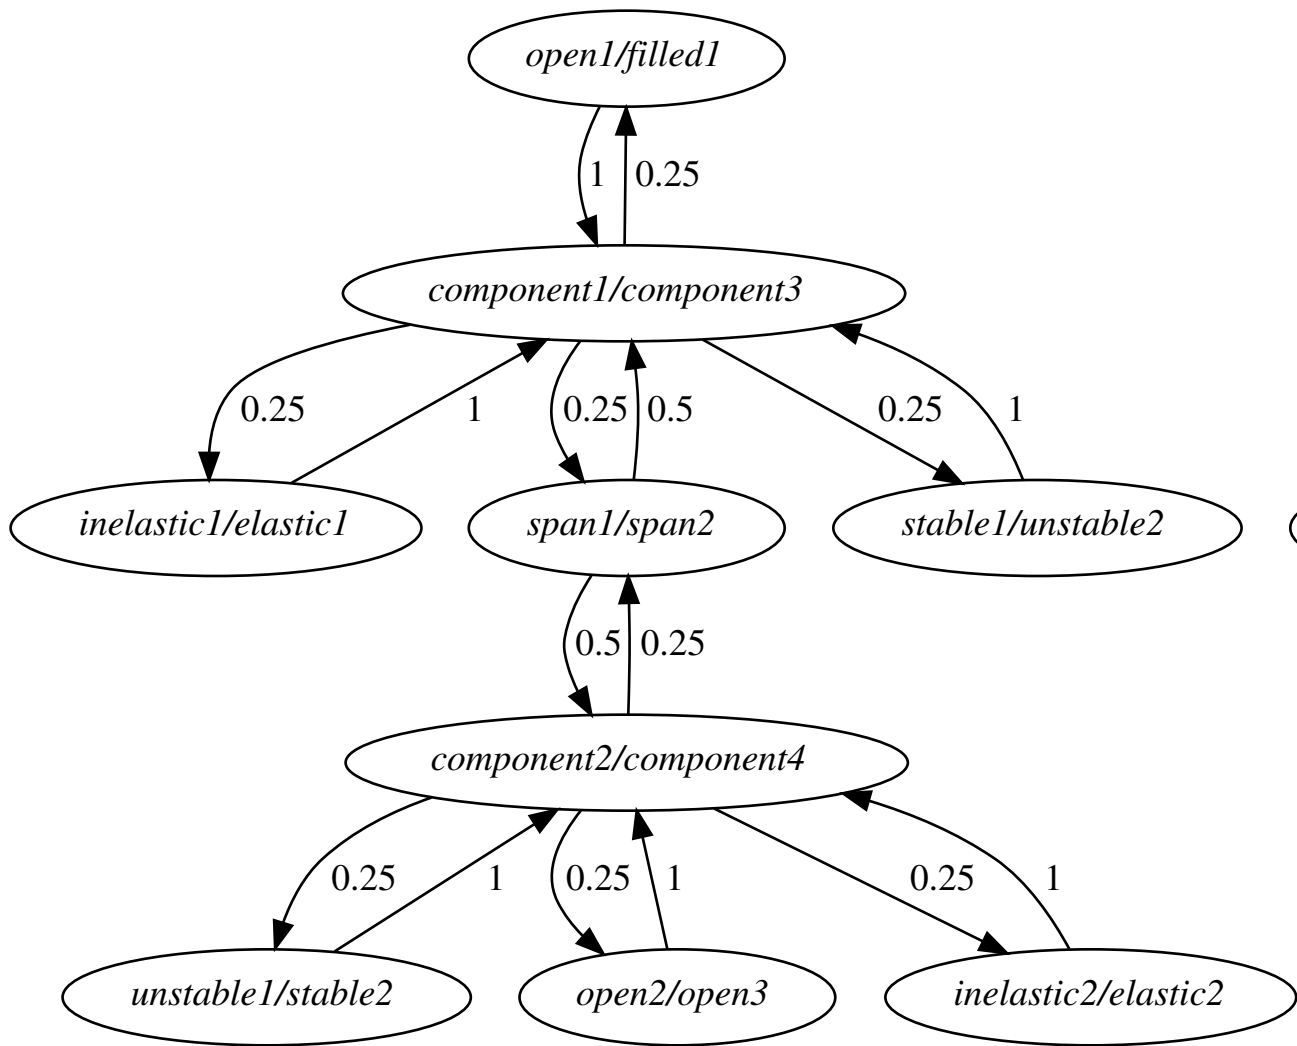 open1/filled1
1
0.25
component1/component3
0.25
1
0.25
0.5
0.25
1
inelastic1/elastic1
span1/span2
stable1/unstable2
0.5
0.25
component2/component4
0.25
1
0.25
1
0.25
1
unstable1/stable2
open2/open3
inelastic2/elastic2